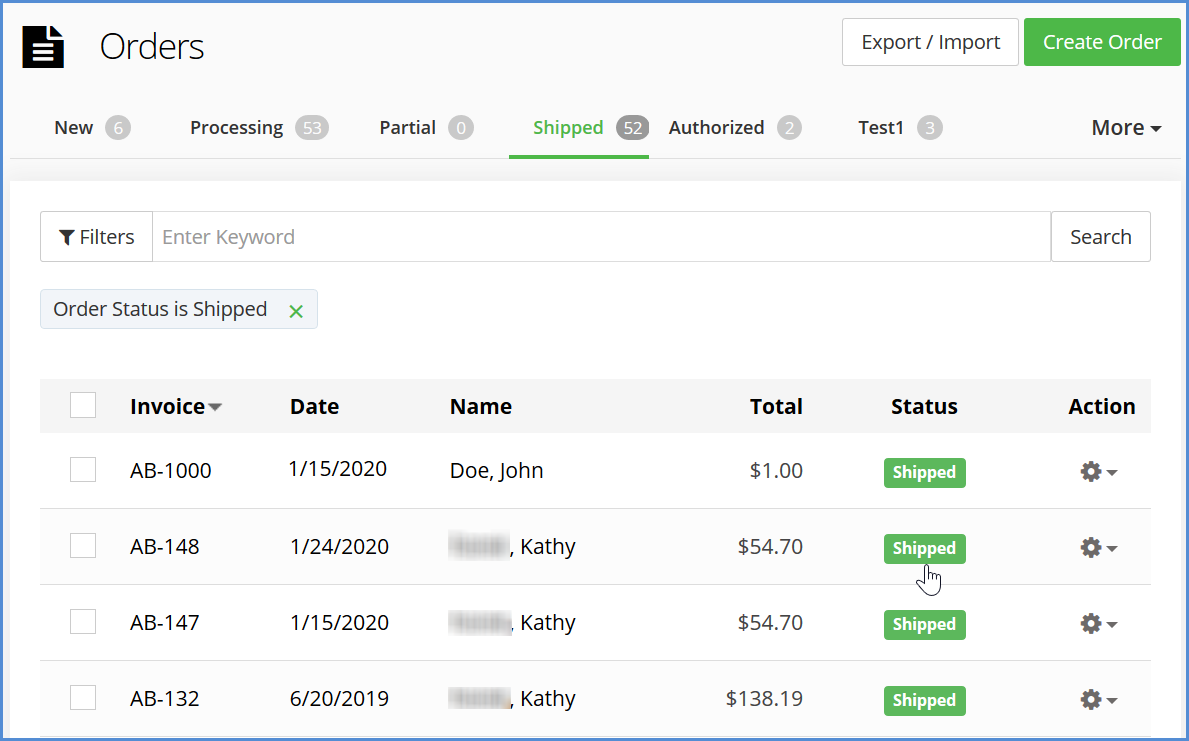 Orders
Export / Import
Create Order
New 6
Processing 53
Partial 0
Shipped 52
Authorized 2
Test1 3
More
Filters
Enter Keyword
Search
Order Status is Shipped
Invoice Date Name Total Status Action
AB-1000 1/15/2020 Doe, John $1.00 Shipped
AB-148 1/24/2020 , Kathy $54.70 Shipped
AB-147 1/15/2020 , Kathy $54.70 Shipped
AB-132 6/20/2019 , Kathy $138.19 Shipped